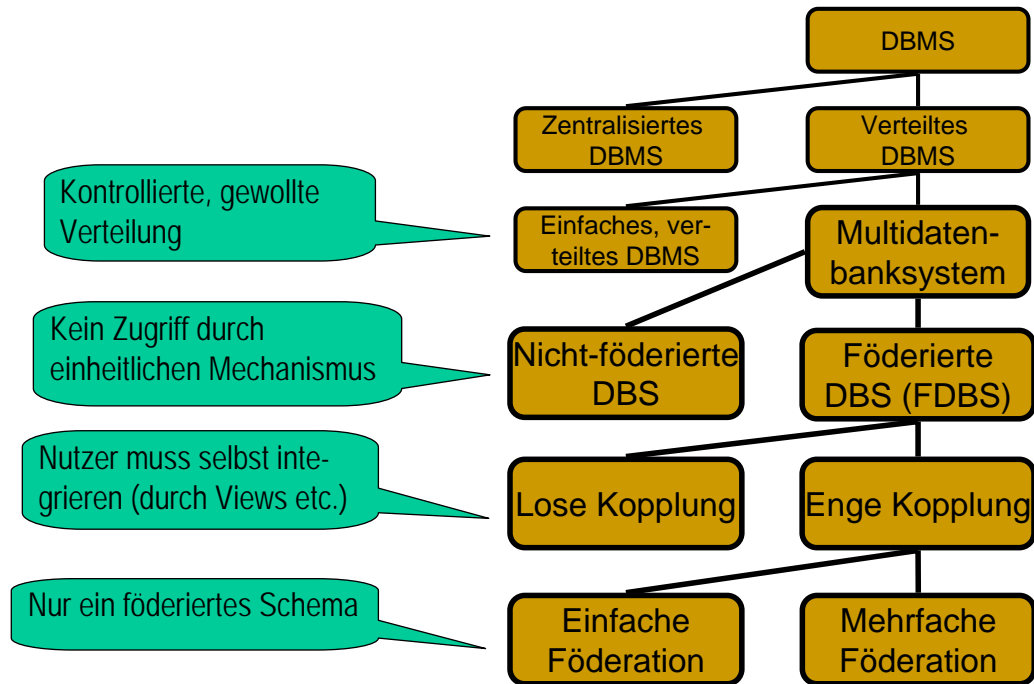 DBMS
Zentralisiertes
DBMS
Verteiltes
DBMS
Kontrollierte, gewollte
Verteilung
Einfaches, ver-
teiltes DBMS
Multidaten-
banksystem
Kein Zugriff durch
einheitlichen Mechanismus
Nicht-föderierte
DBS
Föderierte
DBS (FDBS)
Nutzer muss selbst inte-
grieren (durch Views etc.)
Lose Kopplung
Enge Kopplung
Nur ein föderiertes Schema
Einfache
Föderation
Mehrfache
Föderation